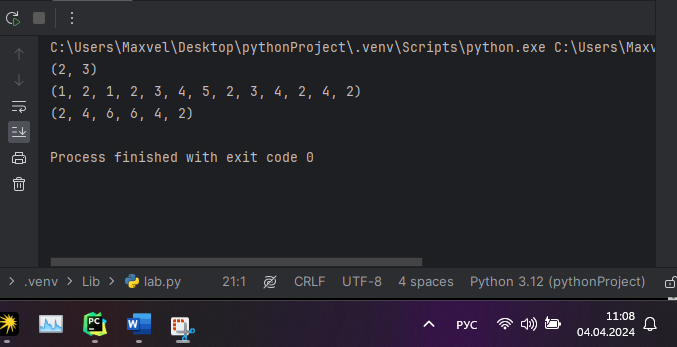 C:\Users\Maxvel\Desktop\pythonProject\.venv\Scripts\python.exe C:\Users\Maxv
(2, 3)
(1, 2, 1, 2, 3, 4, 5, 2, 3, 4, 2, 4, 2)
(2, 4, 6, 6, 4, 2)
Process finished with exit code 0
> .venv > Lib > lab.py 21:1 CRLF UTF-8 4 spaces Python 3.12 (pythonProject)
PC W РУС 11:08
04.04.2024